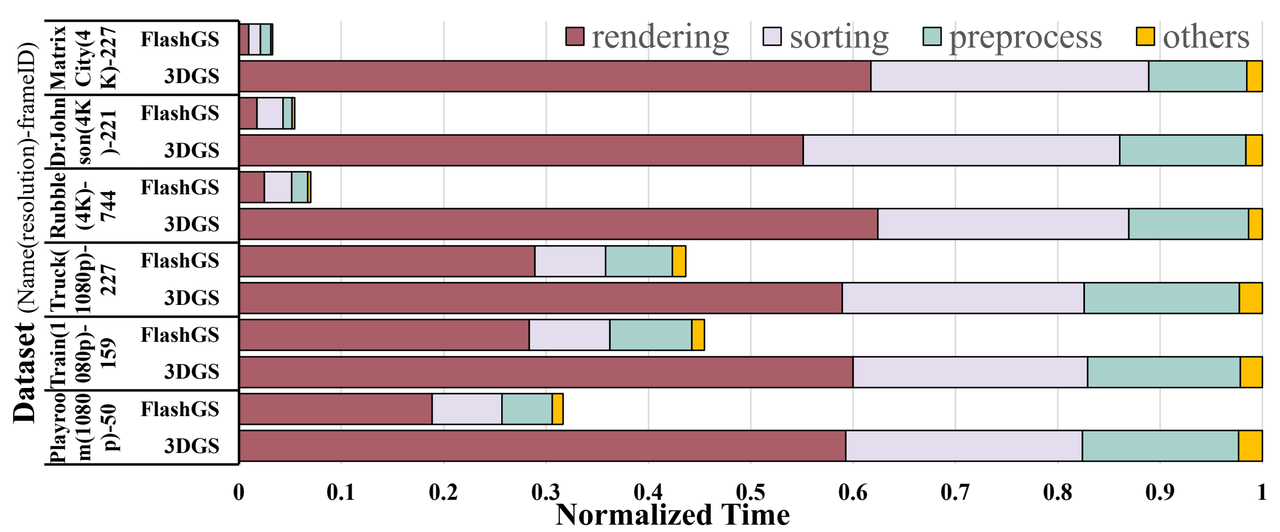 rendering sorting preprocess others
Dataset (Name(resolution)-frameID)
Matrix
City(4
K)-227
FlashGS
3DGS
DrJohn
son(4K
)-221
FlashGS
3DGS
Rubble
(4K)-
744
FlashGS
3DGS
Truck(
1080p)-
227
FlashGS
3DGS
Train(1
080p)-
159
FlashGS
3DGS
Playroo
m(1080
p)-50
FlashGS
3DGS
0 0.1 0.2 0.3 0.4 0.5 0.6 0.7 0.8 0.9 1
Normalized Time